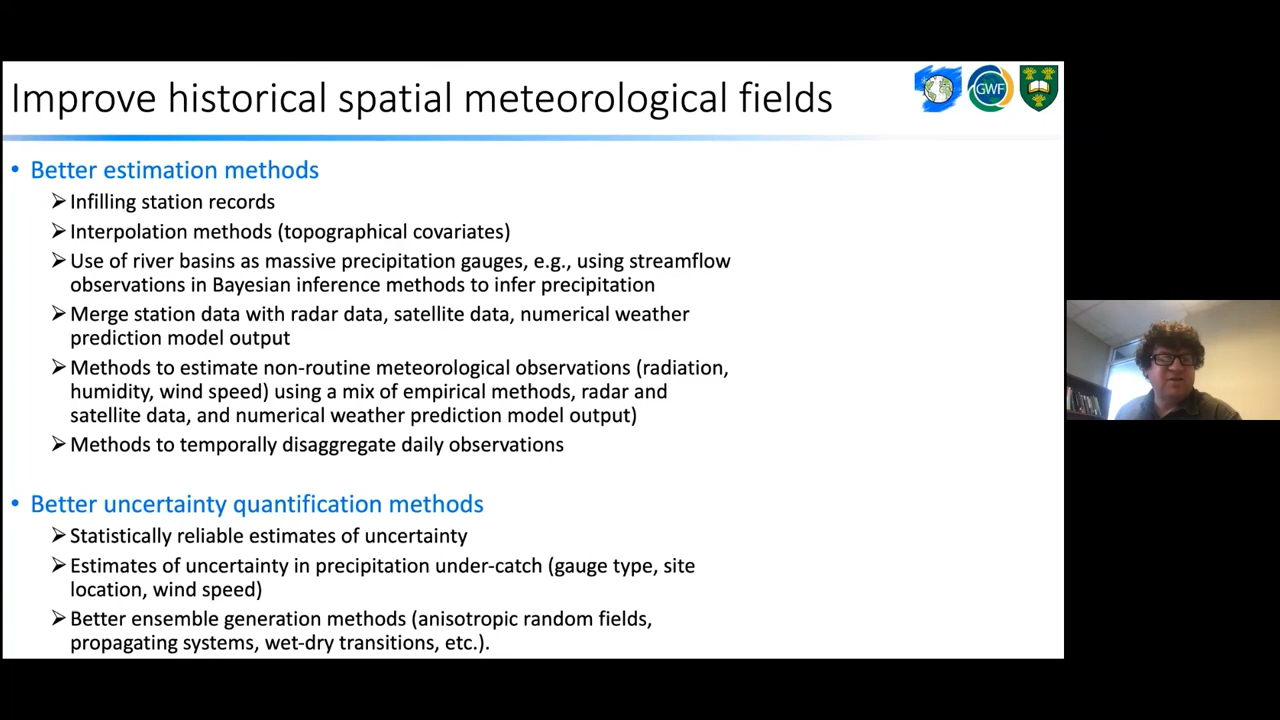 Improve historical spatial meteorological fields
GWF
• Better estimation methods
➢ Infilling station records
➢ Interpolation methods (topographical covariates)
➢ Use of river basins as massive precipitation gauges, e.g., using streamflow
observations in Bayesian inference methods to infer precipitation
➢ Merge station data with radar data, satellite data, numerical weather
prediction model output
➢ Methods to estimate non-routine meteorological observations (radiation,
humidity, wind speed) using a mix of empirical methods, radar and
satellite data, and numerical weather prediction model output)
➢ Methods to temporally disaggregate daily observations
• Better uncertainty quantification methods
➢ Statistically reliable estimates of uncertainty
➢ Estimates of uncertainty in precipitation under-catch (gauge type, site
location, wind speed)
➢ Better ensemble generation methods (anisotropic random fields,
propagating systems, wet-dry transitions, etc.).